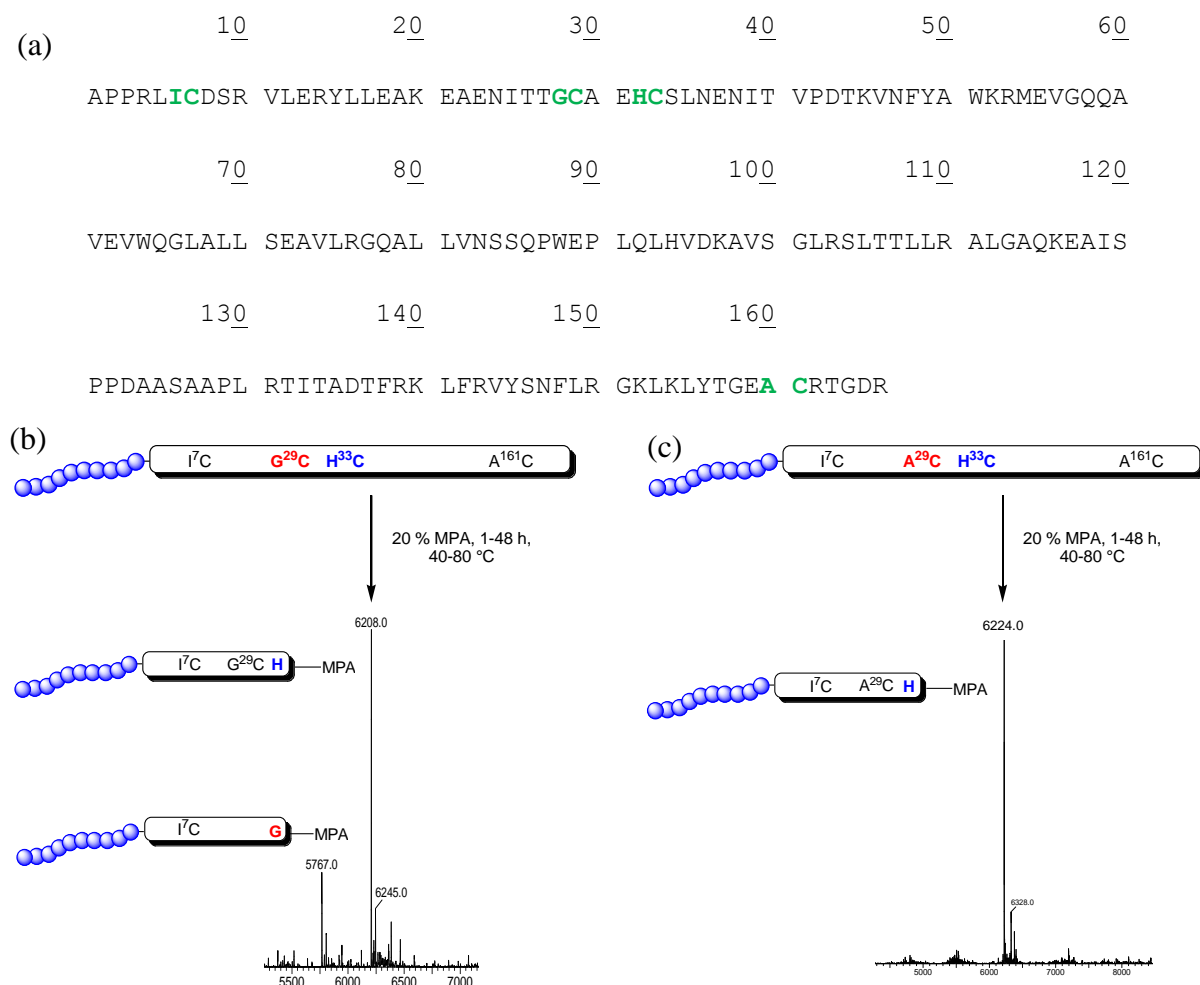 (a)
10 20 30 40 50 60
APPRLICDSR VLERYLLEAK EAENITTGCA EHCSLNENIT VPDTKVNFYA WKRMEVGQQA
70 80 90 100 110 120
VEVWQGLALL SEAVLRGQAL LVNSSQPWEP LQLHVDKAVS GLRSLTTLLR ALGAQKEAIS
130 140 150 160
PPDAASAAPL RTITADTFRK LFRVYSNFLR GKLKLYTGEA CRTGDR
(b)
I⁷C G²⁹C H³³C A¹⁶¹C
20 % MPA, 1-48 h,
40-80 °C
6208.0
I⁷C G²⁹C H MPA
I⁷C G MPA
5767.0
6245.0
5500 6000 6500 7000
(c)
I⁷C A²⁹C H³³C A¹⁶¹C
20 % MPA, 1-48 h,
40-80 °C
6224.0
I⁷C A²⁹C H MPA
6328.0
5000 6000 7000 8000